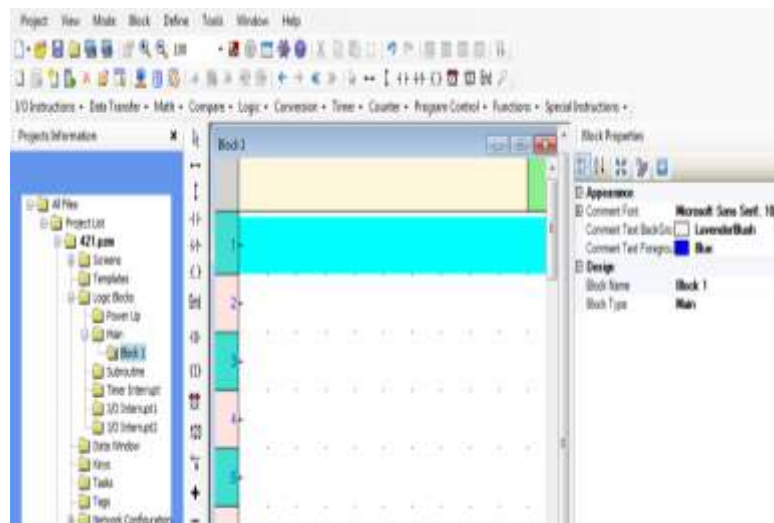 Project View Mode Block Define Tools Window Help
100
I/O Instructions Data Transfer Math Compare Logic Conversion Timer Counter Program Control Functions Special Instructions
Projects Information
Block 1
Block Properties
All Files
Project List
421.pzm
Screens
Templates
Logic Blocks
Power Up
Main
Block 1
Subroutine
Timer Interrupt
I/O Interrupt1
I/O Interrupt2
Data Window
Keys
Tasks
Tags
Network Configuration
1
2
3
4
5
Appearance
Comment Font Microsoft Sans Serif, 10
Comment Text BackGro LavenderBlush
Comment Text Foregrou Blue
Design
Block Name Block 1
Block Type Main